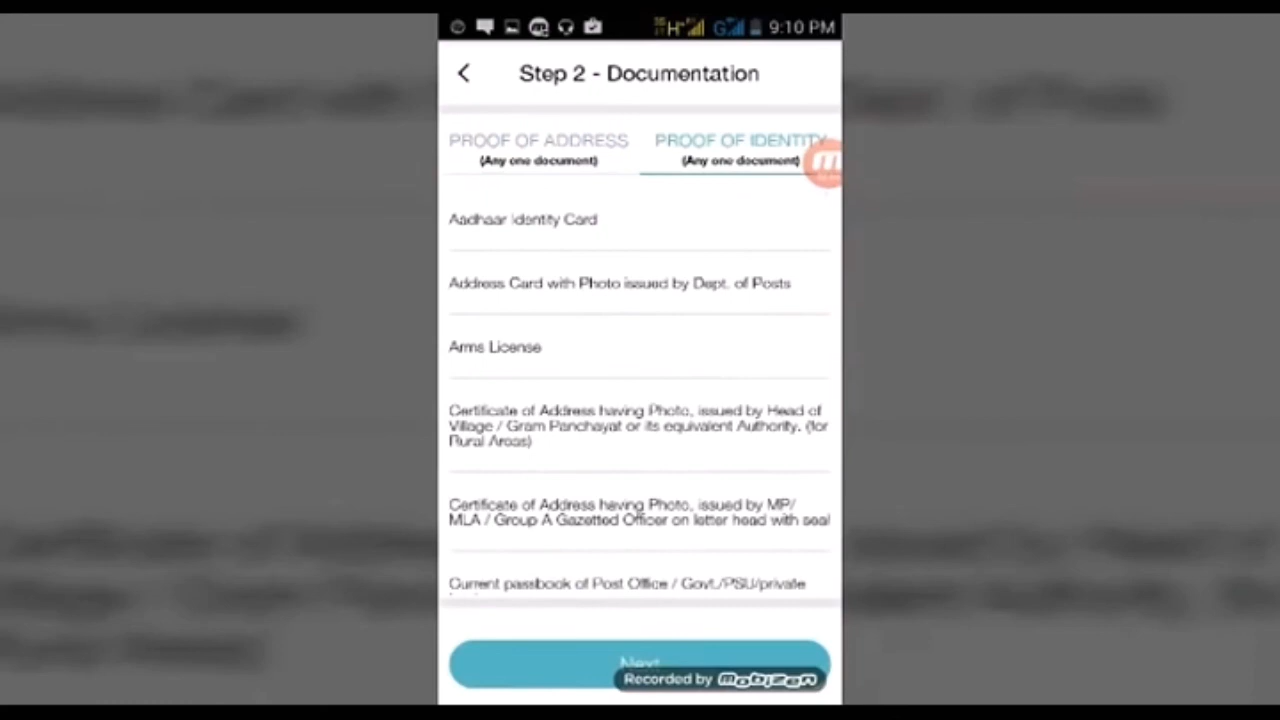 9:10 PM
Step 2 - Documentation
PROOF OF ADDRESS
(Any one document)
PROOF OF IDENTITY
(Any one document)
Aadhaar Identity Card
Address Card with Photo issued by Dept. of Posts
Arms License
Certificate of Address having Photo, issued by Head of
Village / Gram Panchayat or its equivalent Authority. (for
Rural Areas)
Certificate of Address having Photo, issued by MP/
MLA / Group A Gazetted Officer on letter head with seal
Current passbook of Post Office / Govt./PSU/private
Next
Recorded by mobizen